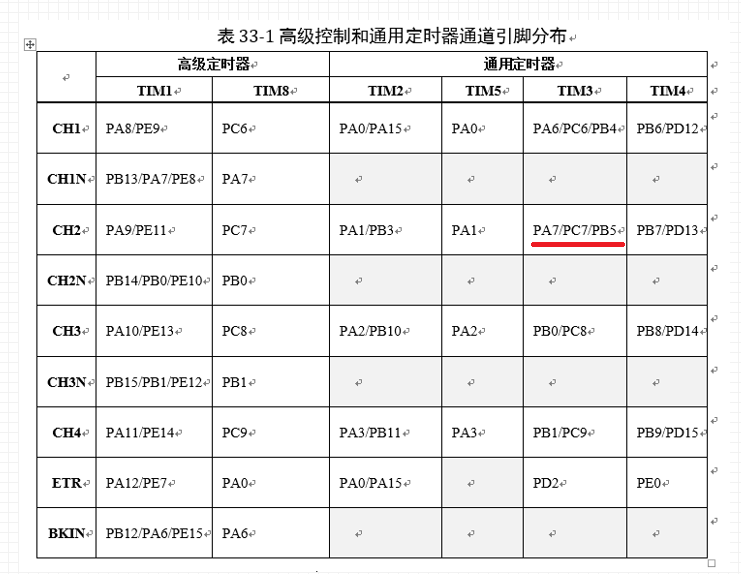 表 33-1 高级控制和通用定时器通道引脚分布
高级定时器 通用定时器
TIM1 TIM8 TIM2 TIM5 TIM3 TIM4
CH1 PA8/PE9 PC6 PA0/PA15 PA0 PA6/PC6/PB4 PB6/PD12
CH1N PB13/PA7/PE8 PA7
CH2 PA9/PE11 PC7 PA1/PB3 PA1 PA7/PC7/PB5 PB7/PD13
CH2N PB14/PB0/PE10 PB0
CH3 PA10/PE13 PC8 PA2/PB10 PA2 PB0/PC8 PB8/PD14
CH3N PB15/PB1/PE12 PB1
CH4 PA11/PE14 PC9 PA3/PB11 PA3 PB1/PC9 PB9/PD15
ETR PA12/PE7 PA0 PA0/PA15 PD2 PE0
BKIN PB12/PA6/PE15 PA6